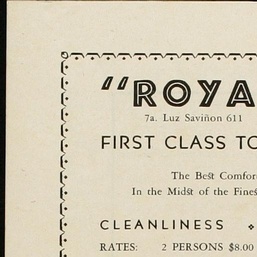 "ROYA
7a. Luz Saviñon 611
FIRST CLASS TO
The Best Comfor
In the Midst of the Fines
CLEANLINESS
RATES: 2 PERSONS $8.00